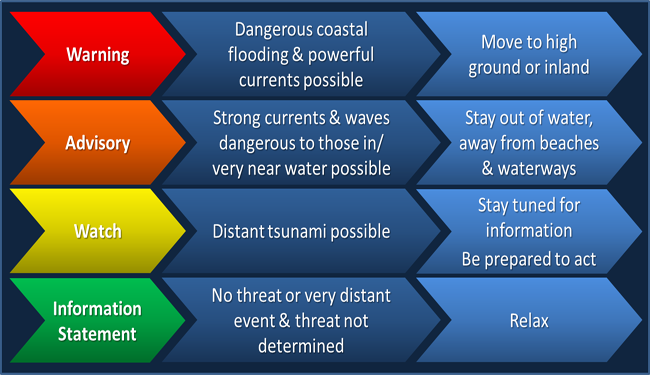 Warning
Dangerous coastal
flooding & powerful
currents possible
Move to high
ground or inland
Advisory
Strong currents & waves
dangerous to those in/
very near water possible
Stay out of water,
away from beaches
& waterways
Watch
Distant tsunami possible
Stay tuned for
information
Be prepared to act
Information
Statement
No threat or very distant
event & threat not
determined
Relax